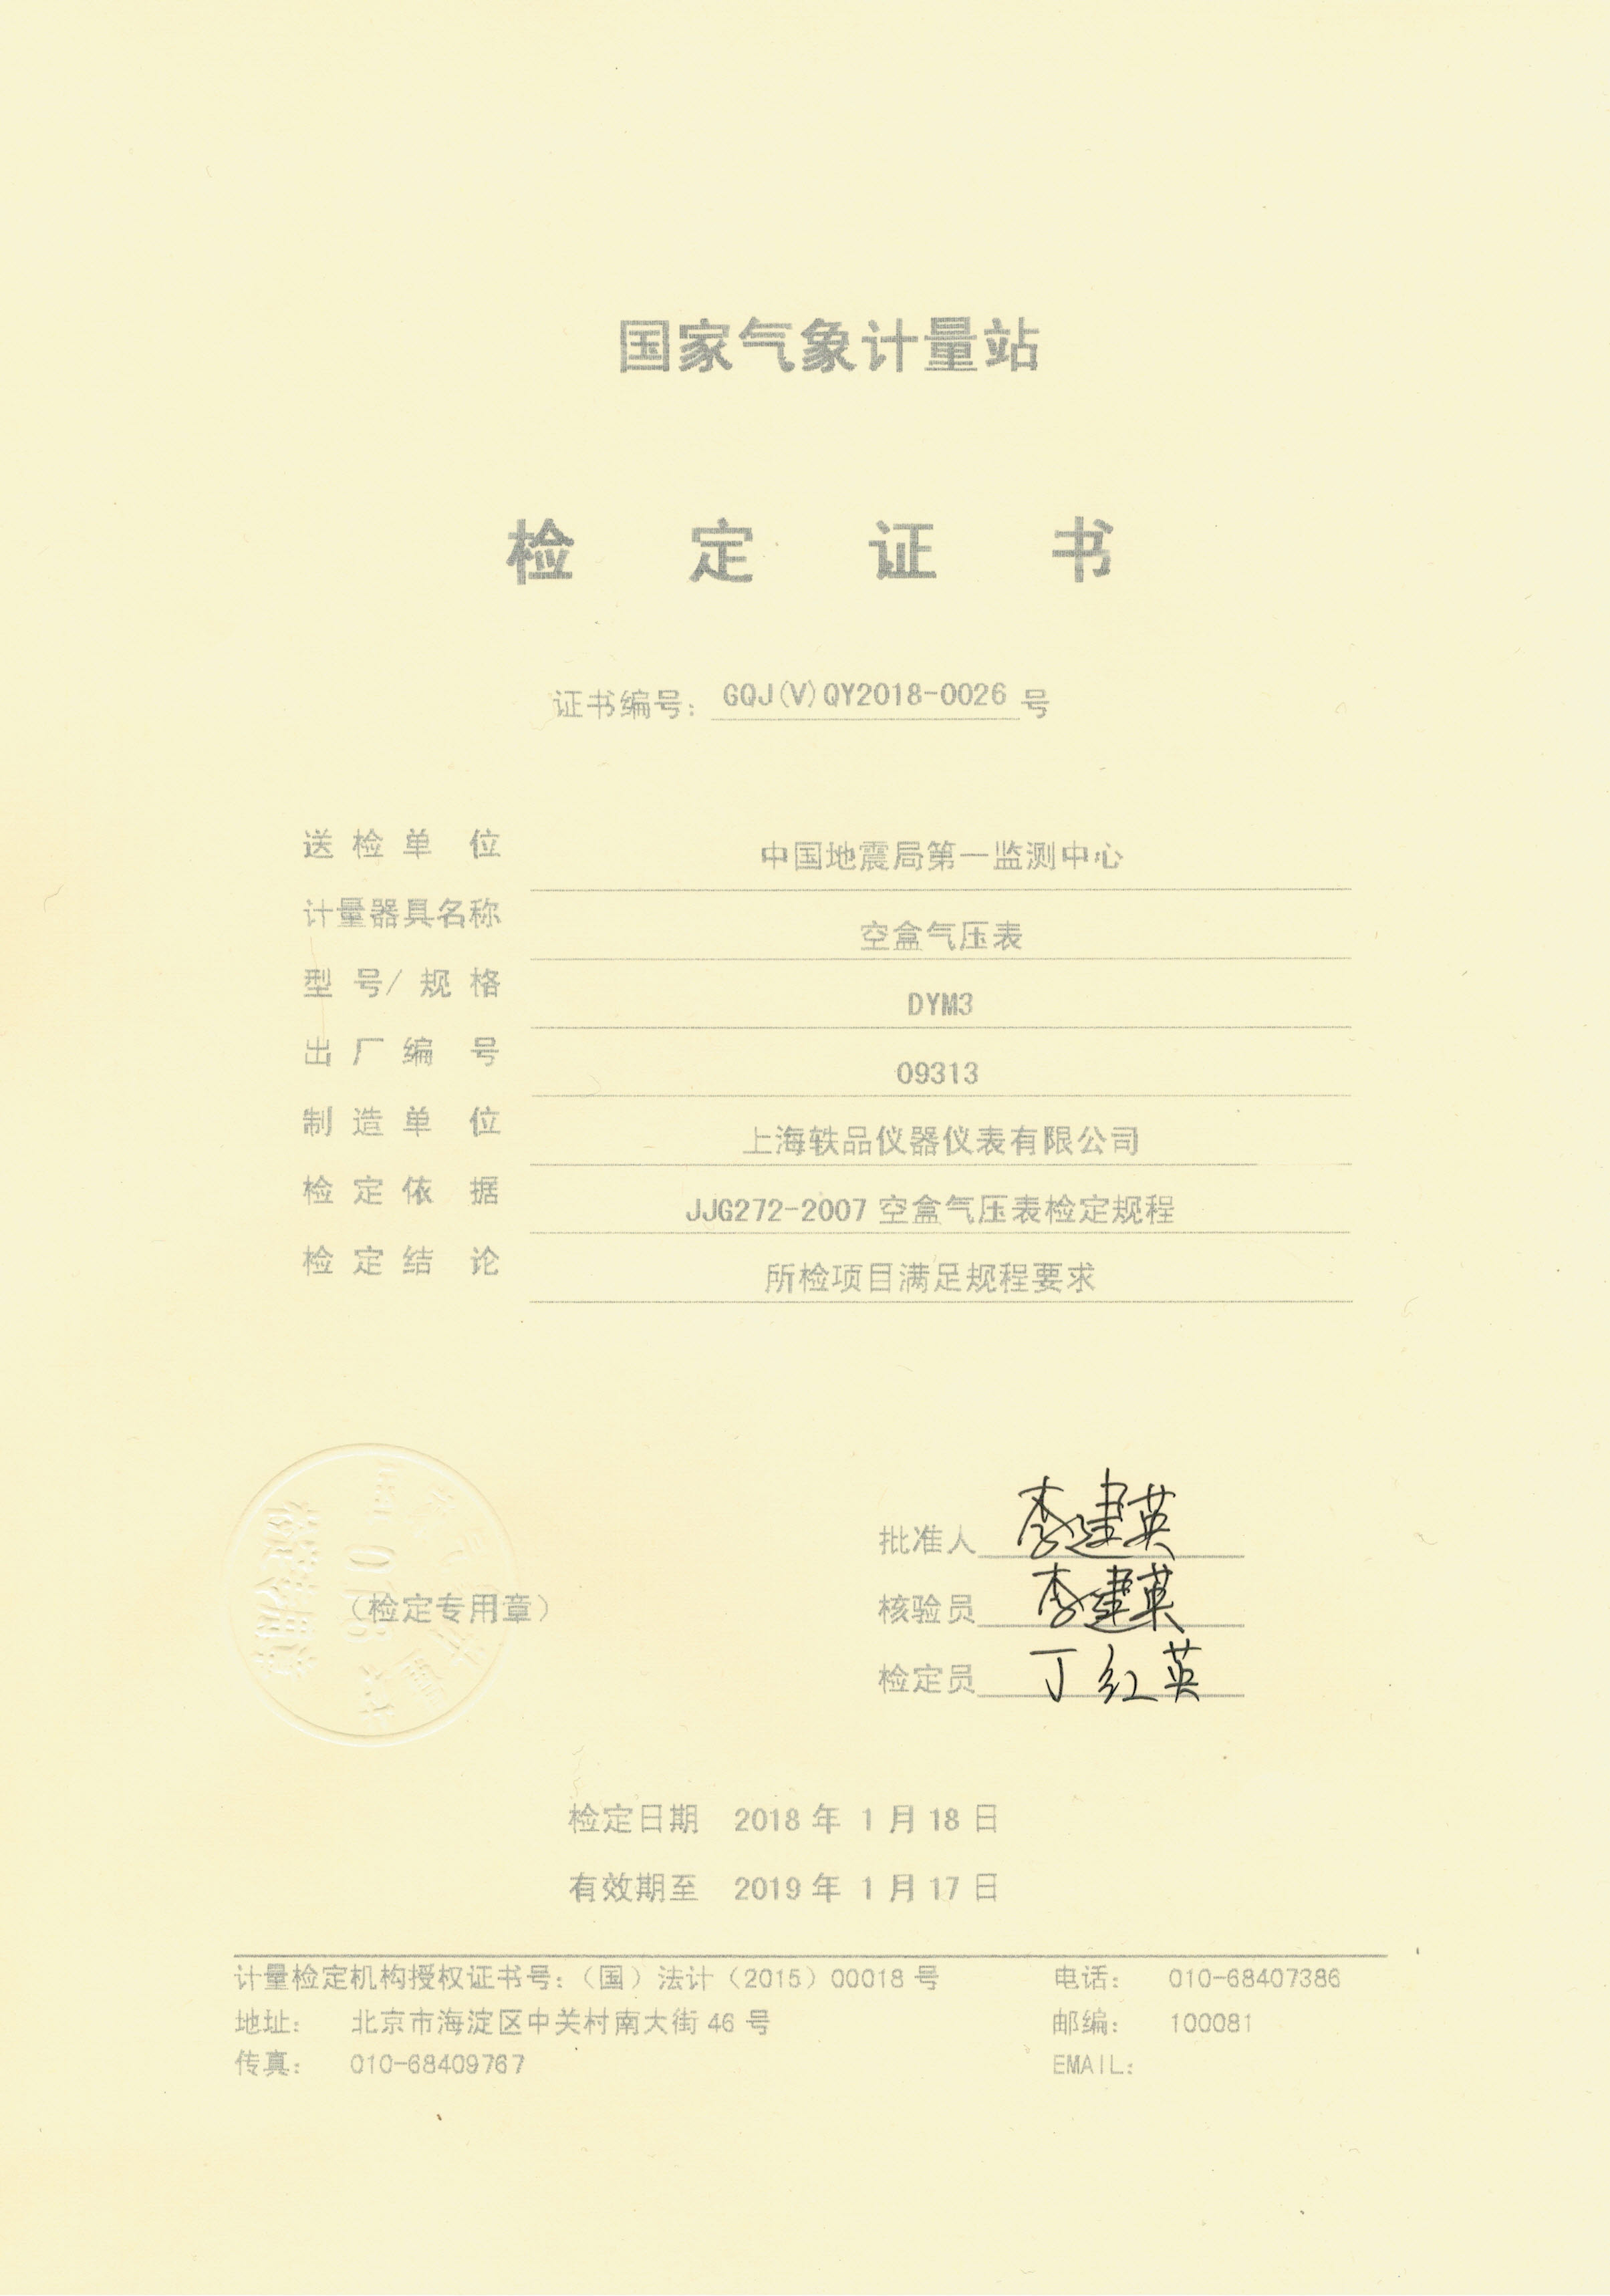 国家气象计量站
检 定 证 书
证书编号： GQJ(V)QY2018-0026 号
送 检 单 位 中国地震局第一监测中心
计量器具名称 空盒气压表
型 号/ 规 格 DYM3
出 厂 编 号 09313
制 造 单 位 上海轶品仪器仪表有限公司
检 定 依 据 JJG272-2007 空盒气压表检定规程
检 定 结 论 所检项目满足规程要求
批准人 李建英
（检定专用章） 核验员 李建英
检定员 丁红英
检定日期 2018 年 1 月 18 日
有效期至 2019 年 1 月 17 日
计量检定机构授权证书号：（国）法计（2015）00018 号 电话： 010-68407386
地址： 北京市海淀区中关村南大街 46 号 邮编： 100081
传真： 010-68409767 EMAIL：